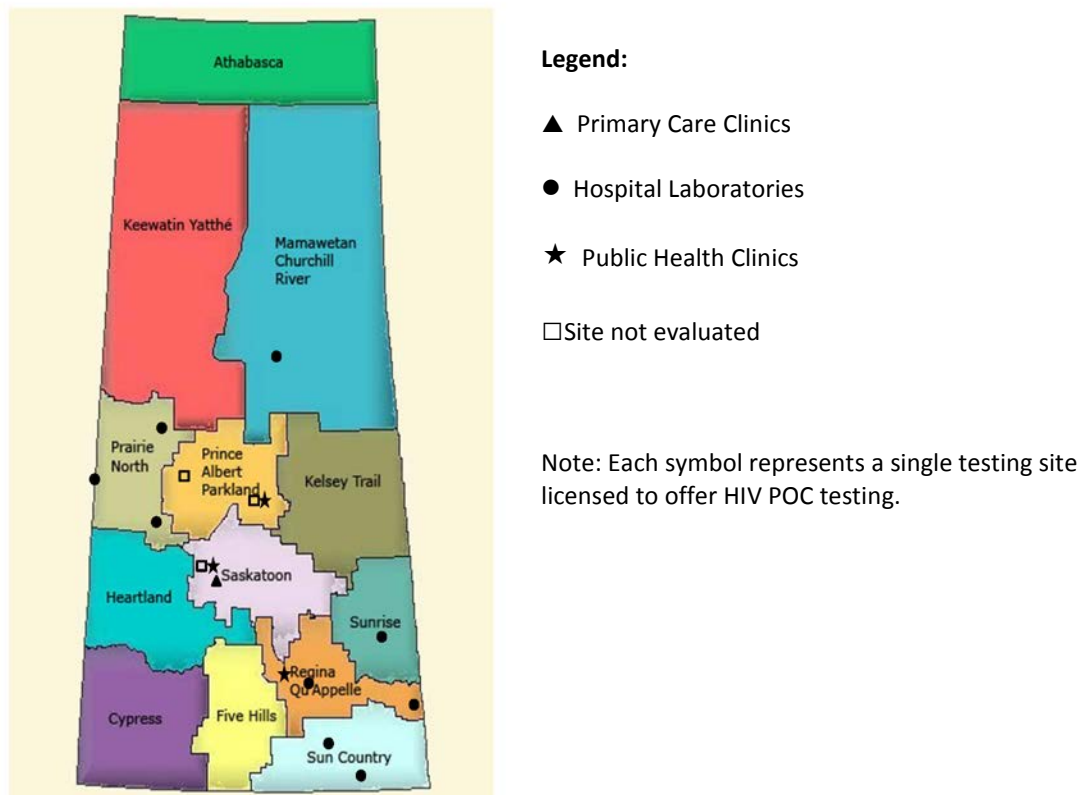 Athabasca
Keewatin Yatthé
Mamawetan
Churchill
River
Prairie
North
Prince
Albert
Parkland
Kelsey Trail
Saskatoon
Heartland
Sunrise
Regina
Qu'Appelle
Cypress
Five Hills
Sun Country
Legend:
▲ Primary Care Clinics
● Hospital Laboratories
★ Public Health Clinics
□Site not evaluated
Note: Each symbol represents a single testing site
licensed to offer HIV POC testing.